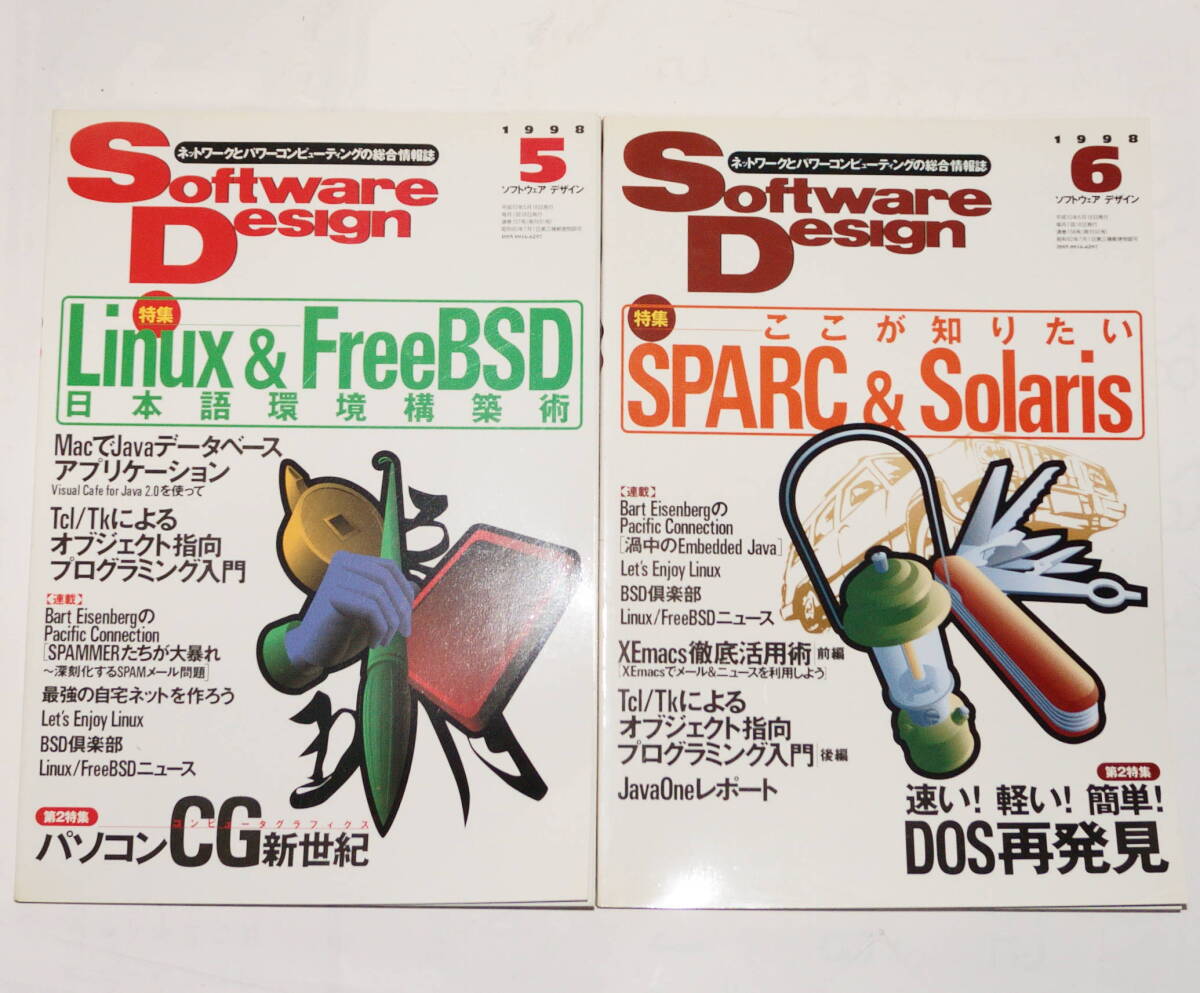 ネットワークとパワーコンピューティングの総合情報誌
Software
Design
1998
5
ソフトウェア デザイン
特集
Linux & FreeBSD
日本語環境構築術
MacでJavaデータベース
アプリケーション
Visual Cafe for Java 2.0を使って
Tcl/Tkによる
オブジェクト指向
プログラミング入門
【連載】
Bart Eisenbergの
Pacific Connection
[SPAMMERたちが大暴れ
～深刻化するSPAMメール問題]
最強の自宅ネットを作ろう
Let's Enjoy Linux
BSD倶楽部
Linux/FreeBSDニュース
第2特集
コンピュータグラフィクス
パソコンCG新世紀
ネットワークとパワーコンピューティングの総合情報誌
Software
Design
1998
6
ソフトウェア デザイン
特集
ここが知りたい
SPARC & Solaris
【連載】
Bart Eisenbergの
Pacific Connection
[渦中のEmbedded Java]
Let's Enjoy Linux
BSD倶楽部
Linux/FreeBSDニュース
XEmacs徹底活用術[前編
[XEmacsでメール&ニュースを利用しよう]
Tcl/Tkによる
オブジェクト指向
プログラミング入門]後編
JavaOneレポート
第2特集
速い!軽い!簡単!
DOS再発見